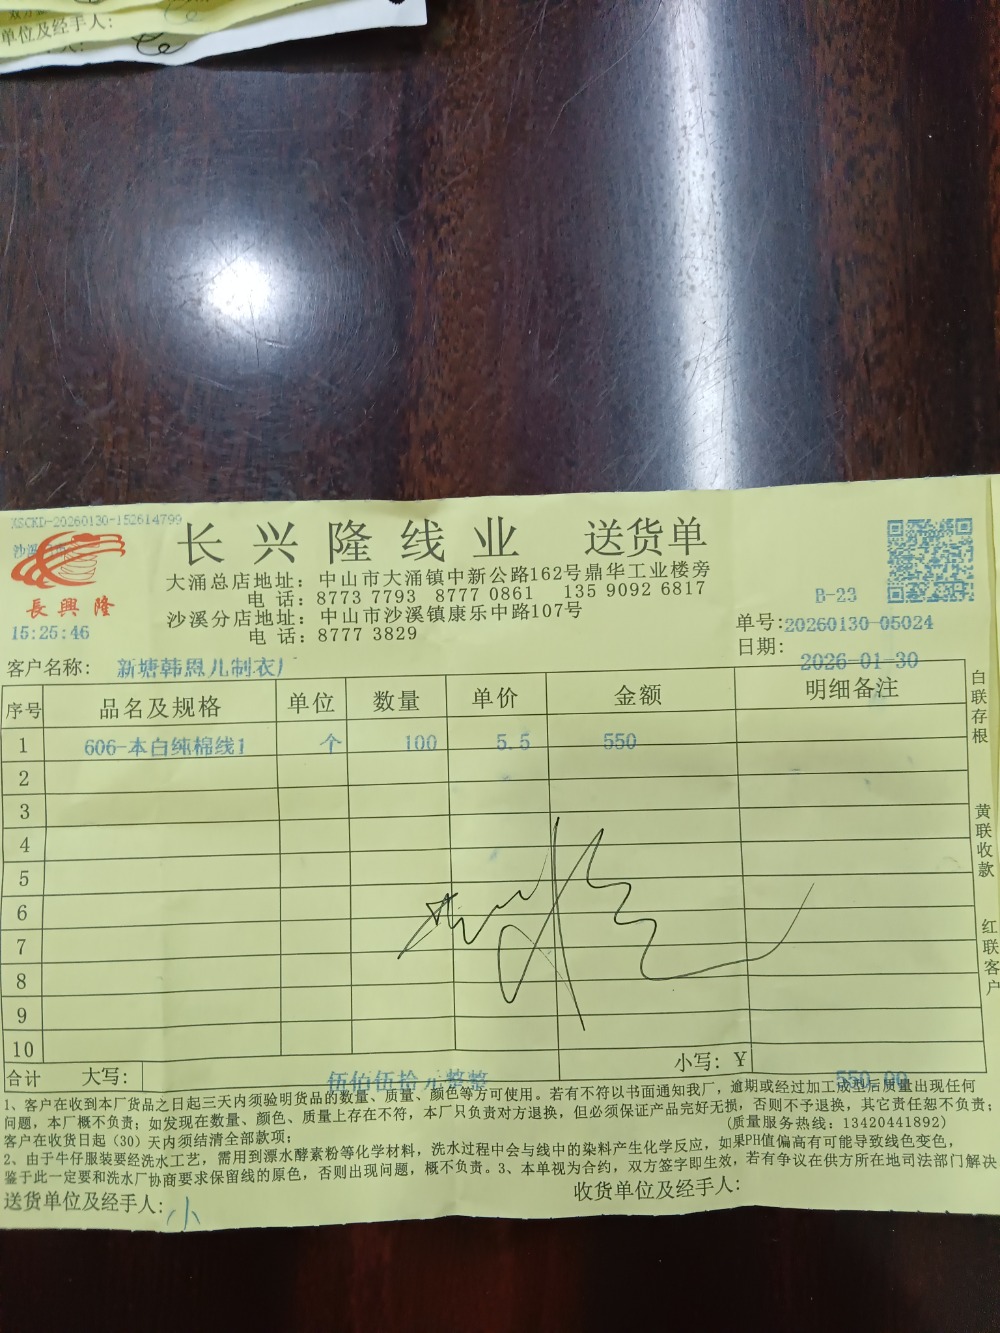 单位及经手人:
XSCKD-20260130-152614799
沙溪
長興隆
15:25:46
长兴隆线业 送货单
大涌总店地址: 中山市大涌镇中新公路162号鼎华工业楼旁
电 话: 8773 7793 8777 0861 135 9092 6817
沙溪分店地址: 中山市沙溪镇康乐中路107号
电 话: 8777 3829
B-23
单号: 20260130-05024
日期: 2026-01-30
客户名称: 新塘韩恩儿制衣厂
序号 品名及规格 单位 数量 单价 金额 明细备注
1 606-本白纯棉线1 个 100 5.5 550
2
3
4
5
6
7
8
9
10
合计 大写: 伍佰伍拾元整整 小写: ¥ 550.00
白联存根
黄联收款
红联客户
1、客户在收到本厂货品之日起三天内须验明货品的数量、质量、颜色等方可使用。若有不符以书面通知我厂，逾期或经过加工成型后质量出现任何
问题，本厂概不负责; 如发现在数量、颜色、质量上存在不符，本厂只负责对方退换，但必须保证产品完好无损，否则不予退换，其它责任恕不负责;
客户在收货日起（30）天内须结清全部款项; (质量服务热线: 13420441892)
2、由于牛仔服装要经洗水工艺，需用到漂水酵素粉等化学材料，洗水过程中会与线中的染料产生化学反应，如果PH值偏高有可能导致线色变色，
鉴于此一定要和洗水厂协商要求保留线的原色，否则出现问题，概不负责。3、本单视为合约，双方签字即生效，若有争议在供方所在地司法部门解决
送货单位及经手人: 小
收货单位及经手人: